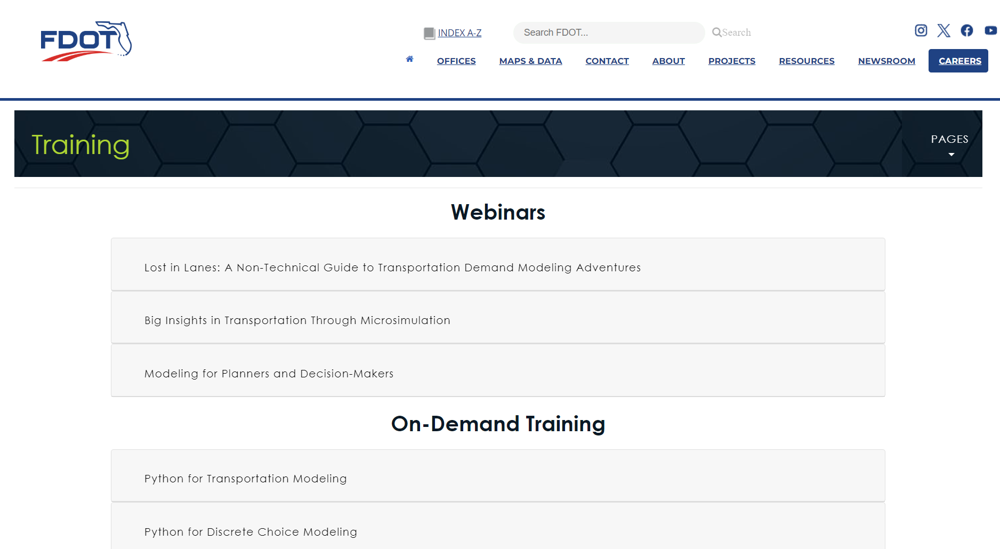 FDOT
INDEX A-Z
Search FDOT...
Search
OFFICES
MAPS & DATA
CONTACT
ABOUT
PROJECTS
RESOURCES
NEWSROOM
CAREERS
Training
PAGES
Webinars
Lost in Lanes: A Non-Technical Guide to Transportation Demand Modeling Adventures
Big Insights in Transportation Through Microsimulation
Modeling for Planners and Decision-Makers
On-Demand Training
Python for Transportation Modeling
Python for Discrete Choice Modeling